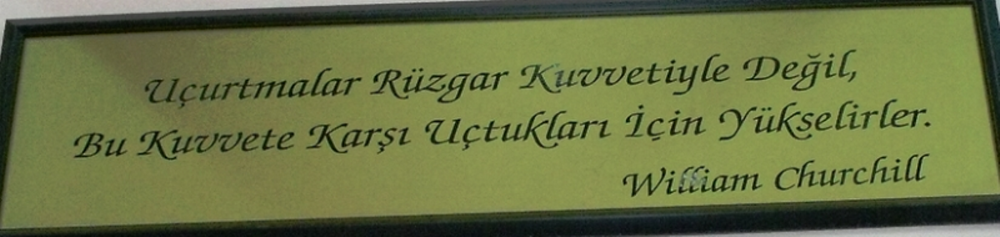 Uçurtmalar Rüzgar Kuvvetiyle Değil,
Bu Kuvvete Karşı Uçtukları İçin Yükselirler.
William Churchill